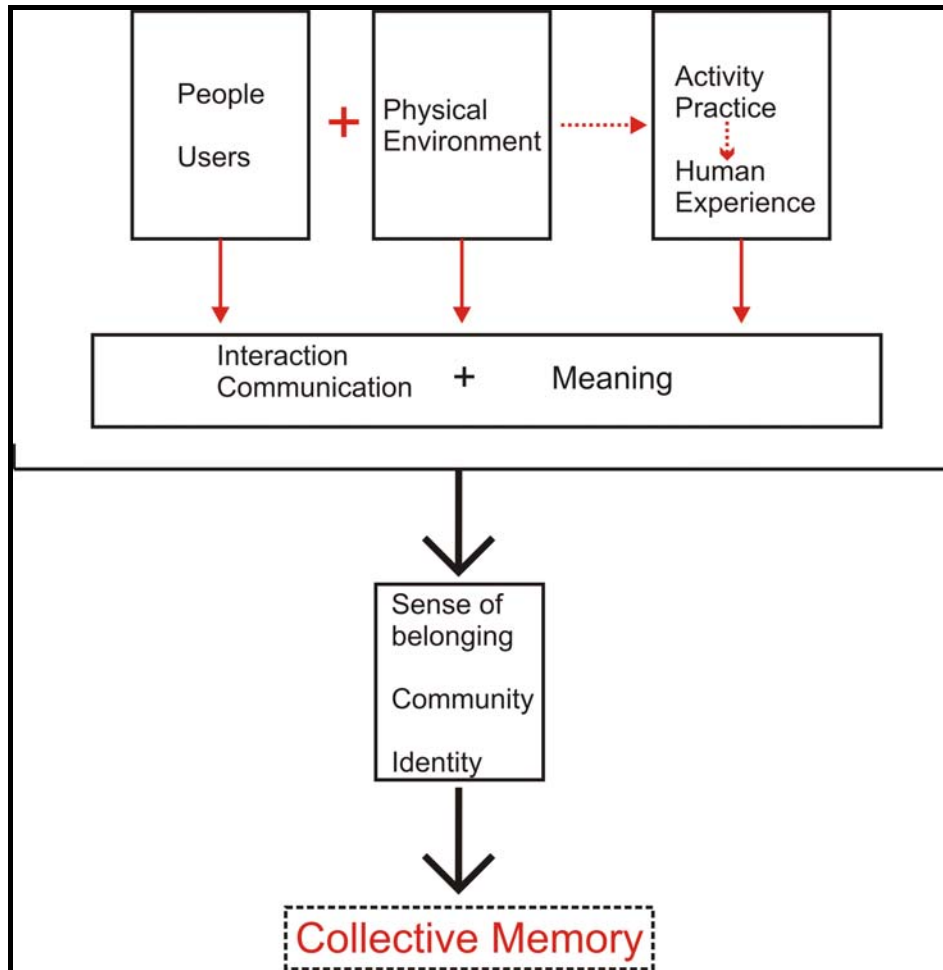 People
Users
+
Physical
Environment
Activity
Practice
Human
Experience
Interaction
Communication
+
Meaning
Sense of
belonging
Community
Identity
Collective Memory